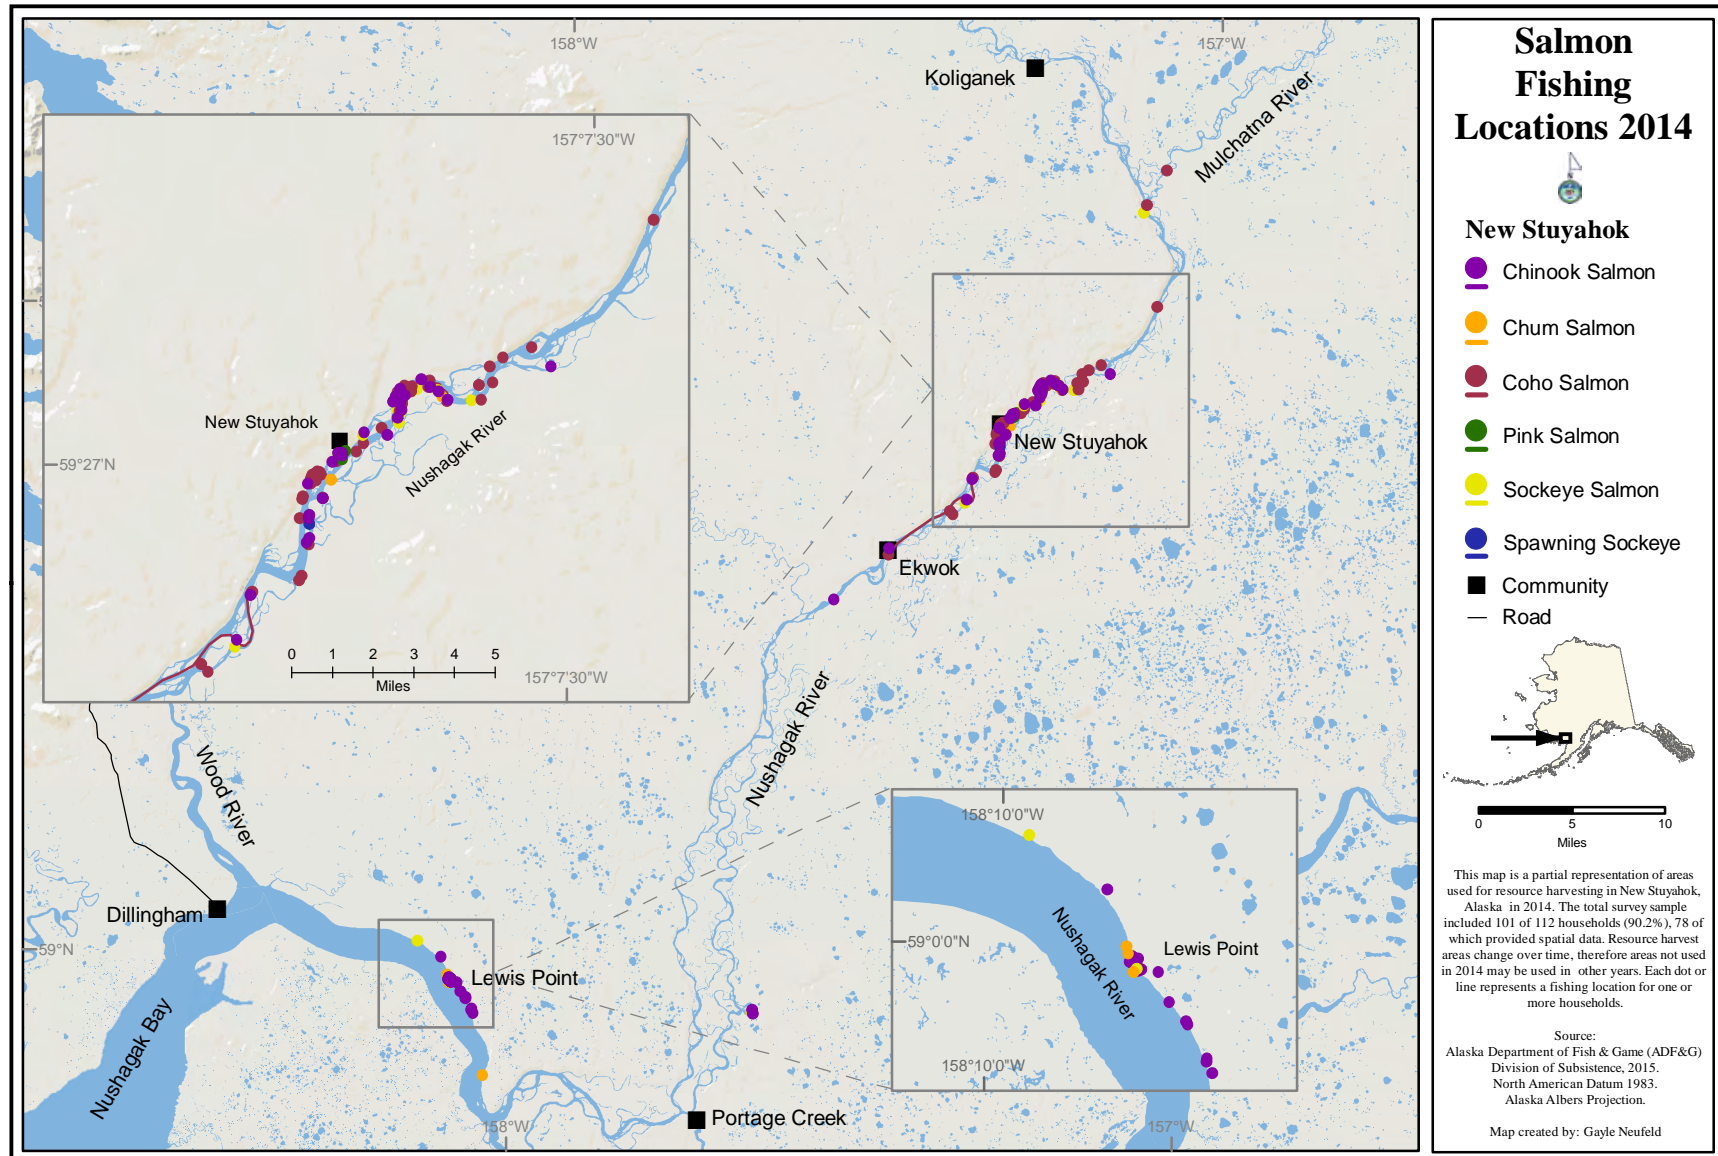 158°W
157°W
Koliganek
Mulchatna River
157°7'30"W
New Stuyahok
Nushagak River
59°27'N
0 1 2 3 4 5
Miles
157°7'30"W
New Stuyahok
Ekwok
Nushagak River
Wood River
Dillingham
59°N
Nushagak Bay
Lewis Point
Portage Creek
158°W
157°W
158°10'0"W
59°0'0"N
Lewis Point
Nushagak River
158°10'0"W
Salmon
Fishing
Locations 2014
New Stuyahok
Chinook Salmon
Chum Salmon
Coho Salmon
Pink Salmon
Sockeye Salmon
Spawning Sockeye
Community
Road
0 5 10
Miles
This map is a partial representation of areas
used for resource harvesting in New Stuyahok,
Alaska in 2014. The total survey sample
included 101 of 112 households (90.2%), 78 of
which provided spatial data. Resource harvest
areas change over time, therefore areas not used
in 2014 may be used in other years. Each dot or
line represents a fishing location for one or
more households.
Source:
Alaska Department of Fish & Game (ADF&G)
Division of Subsistence, 2015.
North American Datum 1983.
Alaska Albers Projection.
Map created by: Gayle Neufeld